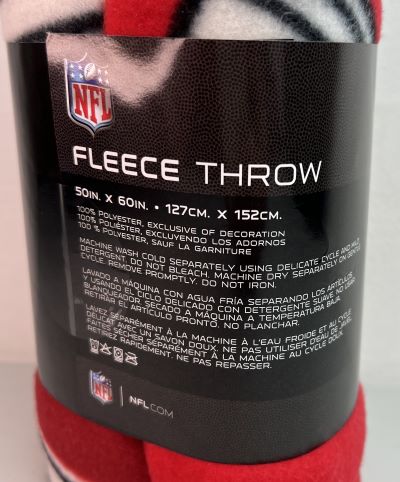 NFL
FLEECE THROW
50IN. X 60IN. • 127CM. X 152CM.
100% POLYESTER, EXCLUSIVE OF DECORATION
100% POLIÉSTER, EXCLUYENDO LOS ADORNOS
100 % POLYESTER, SAUF LA GARNITURE
MACHINE WASH COLD SEPARATELY USING DELICATE CYCLE AND MILD
DETERGENT. DO NOT BLEACH. MACHINE DRY SEPARATELY ON GENTLE
CYCLE. REMOVE PROMPTLY. DO NOT IRON.
LAVADO A MÁQUINA CON AGUA FRÍA SEPARANDO LOS ARTÍCULOS
Y USANDO EL CICLO DELICADO CON DETERGENTE SUAVE. NO USAR
BLANQUEADOR. SECADO A MÁQUINA A TEMPERATURA BAJA.
RETIRAR EL ARTÍCULO PRONTO. NO PLANCHAR.
LAVEZ SÉPARÉMENT À LA MACHINE À L'EAU FROIDE ET AU CYCLE
DÉLICAT AVEC UN SAVON DOUX. NE PAS UTILISER D'EAU DE JAVEL.
FAITES SÉCHER SÉPARÉMENT À LA MACHINE AU CYCLE DOUX.
RAPIDEMENT. NE PAS REPASSER.
NFL
NFL.COM